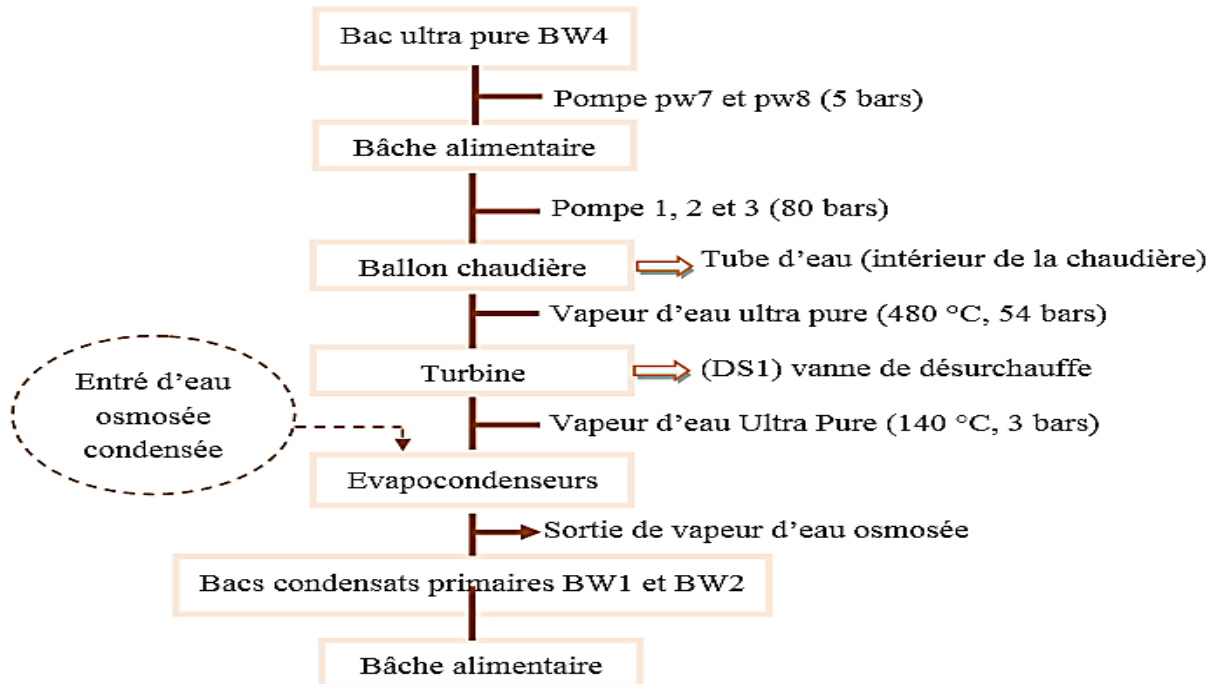 Bac ultra pure BW4
Pompe pw7 et pw8 (5 bars)
Bâche alimentaire
Pompe 1, 2 et 3 (80 bars)
Ballon chaudière
Tube d’eau (intérieur de la chaudière)
Vapeur d’eau ultra pure (480 °C, 54 bars)
Turbine
(DS1) vanne de désurchauffe
Entré d’eau
osmosée
condensée
Vapeur d’eau Ultra Pure (140 °C, 3 bars)
Evapocondenseurs
Sortie de vapeur d’eau osmosée
Bacs condensats primaires BW1 et BW2
Bâche alimentaire